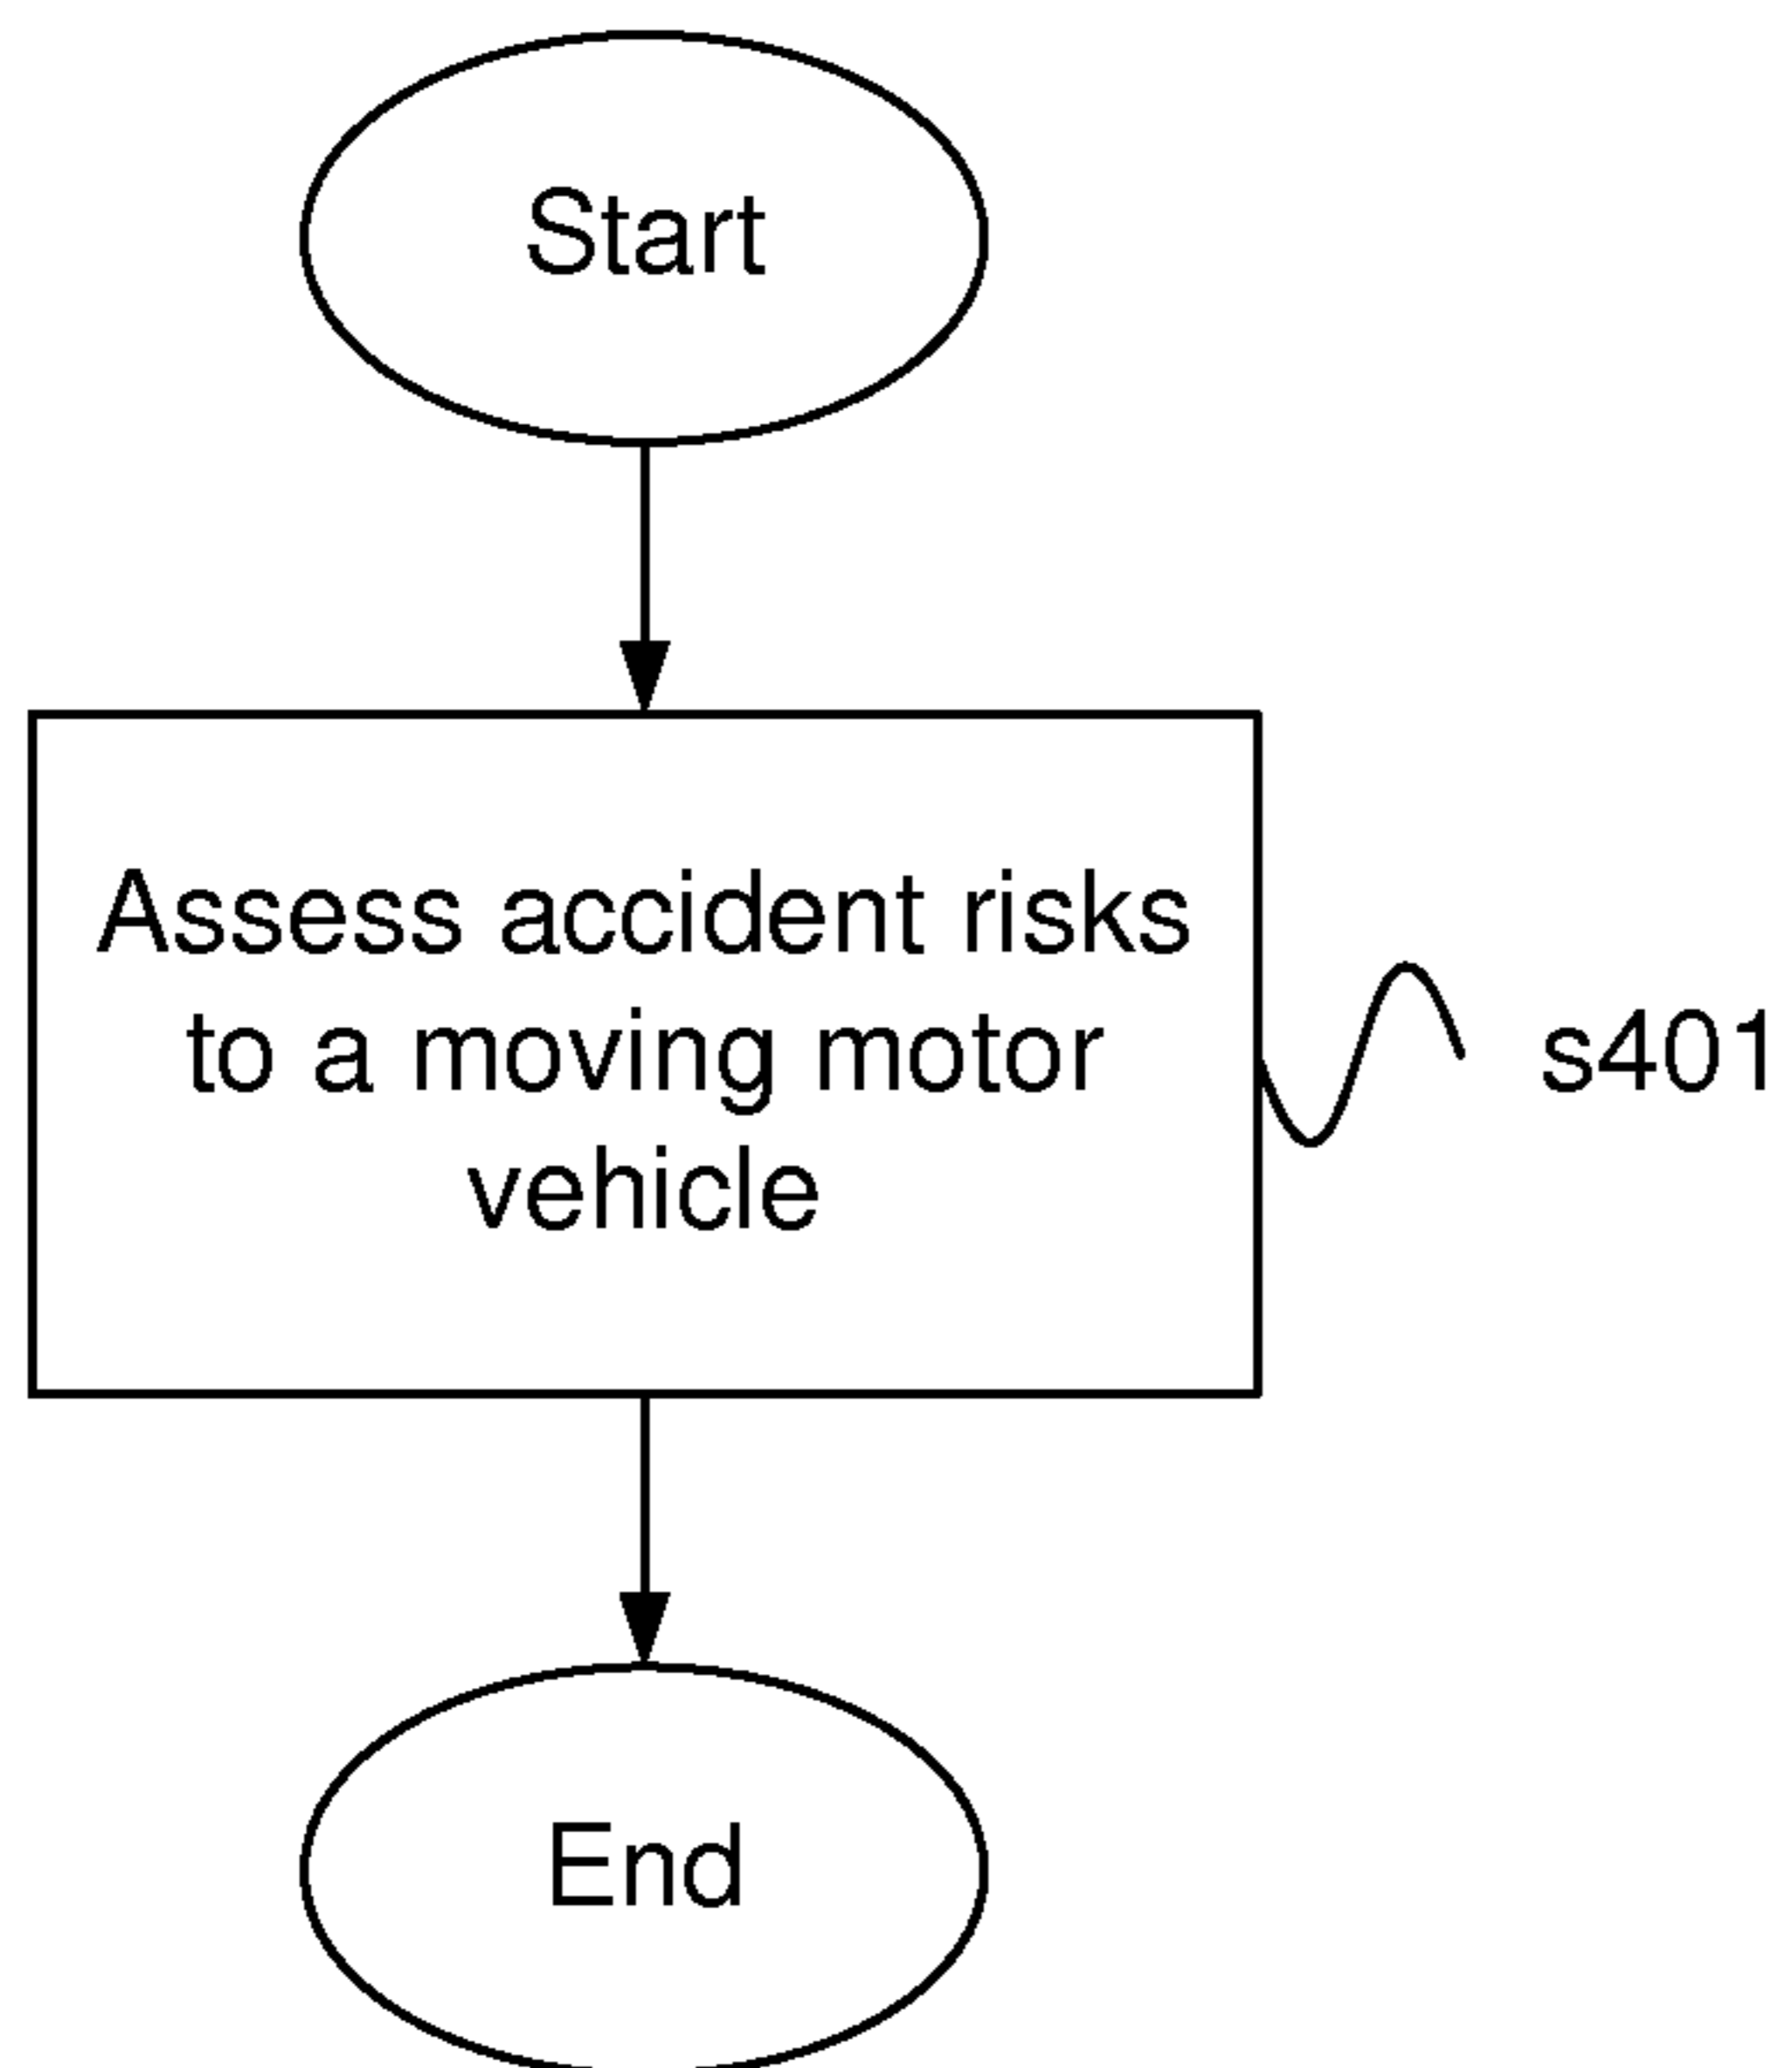 Start
Assess accident risks
to a moving motor
vehicle
s401
End